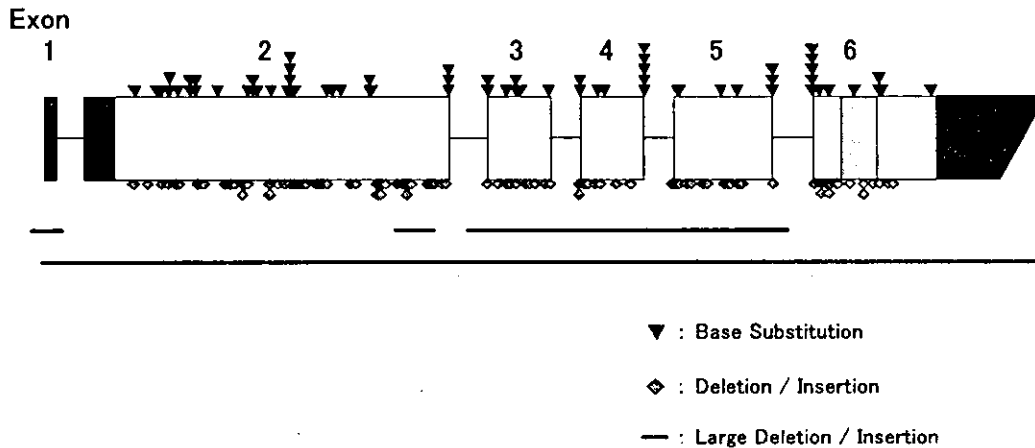 Exon
1 2 3 4 5 6
: Base Substitution
: Deletion / Insertion
: Large Deletion / Insertion